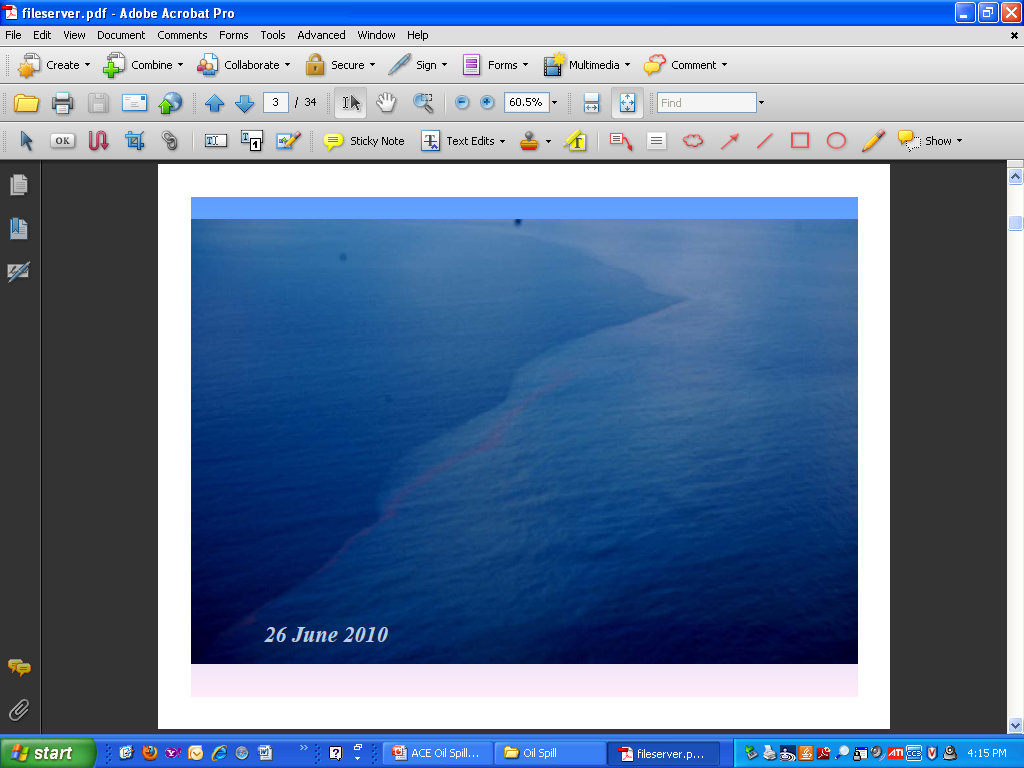 fileserver.pdf - Adobe Acrobat Pro
File Edit View Document Comments Forms Tools Advanced Window Help
Create Combine Collaborate Secure Sign Forms Multimedia Comment
3 / 34 60.5% Find
OK Sticky Note Text Edits Show
26 June 2010
start ACE Oil Spill... Oil Spill fileserver.p... 4:15 PM